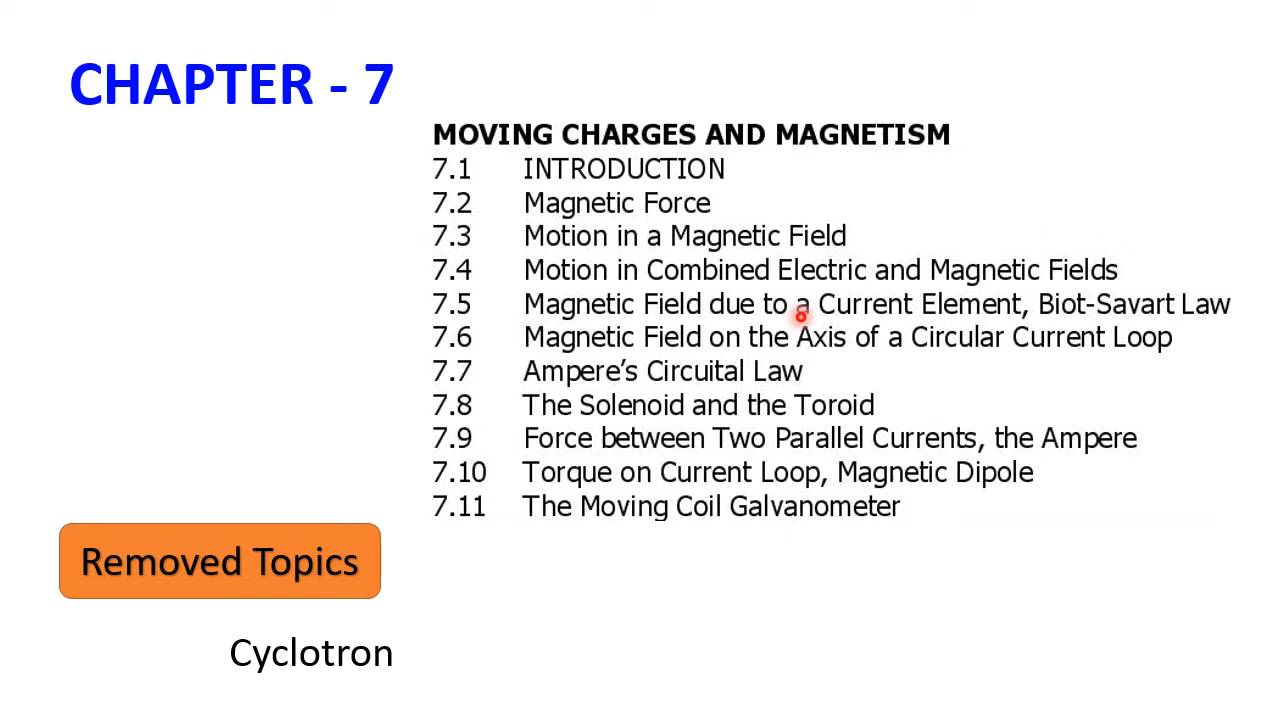 CHAPTER - 7
MOVING CHARGES AND MAGNETISM
7.1 INTRODUCTION
7.2 Magnetic Force
7.3 Motion in a Magnetic Field
7.4 Motion in Combined Electric and Magnetic Fields
7.5 Magnetic Field due to a Current Element, Biot-Savart Law
7.6 Magnetic Field on the Axis of a Circular Current Loop
7.7 Ampere’s Circuital Law
7.8 The Solenoid and the Toroid
7.9 Force between Two Parallel Currents, the Ampere
7.10 Torque on Current Loop, Magnetic Dipole
7.11 The Moving Coil Galvanometer
Removed Topics
Cyclotron